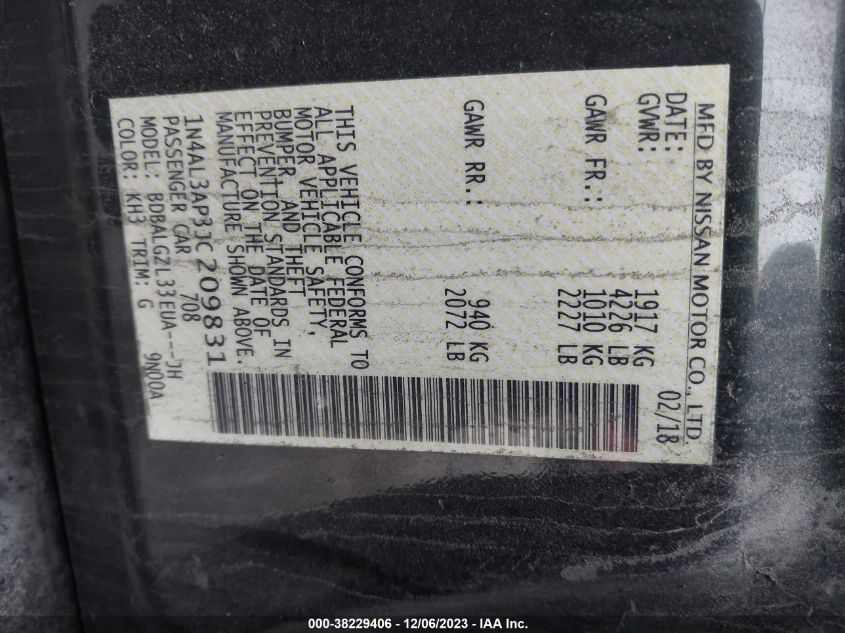 MFD BY NISSAN MOTOR CO., LTD.
DATE: 02/18
GVWR: 1917 KG
4226 LB
GAWR FR.: 1010 KG
2227 LB
GAWR RR.: 940 KG
2072 LB
THIS VEHICLE CONFORMS TO
ALL APPLICABLE FEDERAL
MOTOR VEHICLE SAFETY,
BUMPER, AND THEFT
PREVENTION STANDARDS IN
EFFECT ON THE DATE OF
MANUFACTURE SHOWN ABOVE.
1N4AL3AP3JC209831
PASSENGER CAR 708
MODEL: BDBALGZL33EUA---JH
COLOR: KH3 TRIM: G 9N00A
000-38229406 - 12/06/2023 - IAA Inc.